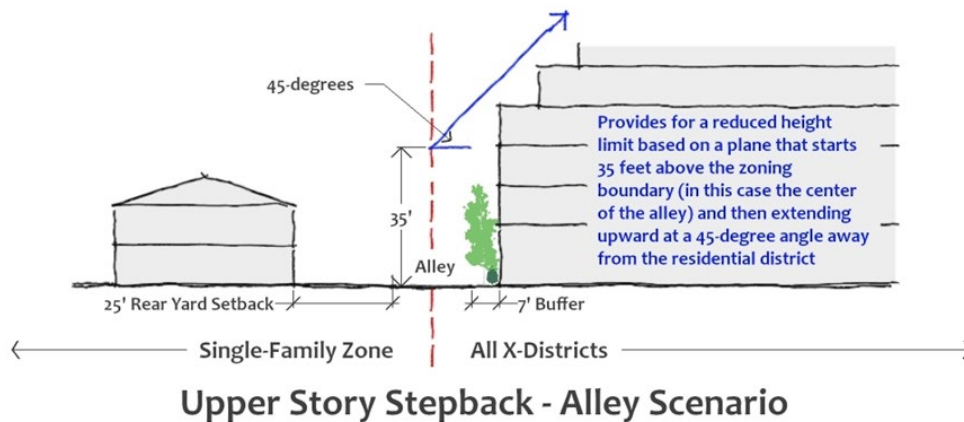 45-degrees
Provides for a reduced height
limit based on a plane that starts
35 feet above the zoning
boundary (in this case the center
of the alley) and then extending
upward at a 45-degree angle away
from the residential district
35'
Alley
25' Rear Yard Setback
7' Buffer
Single-Family Zone
All X-Districts
Upper Story Stepback - Alley Scenario